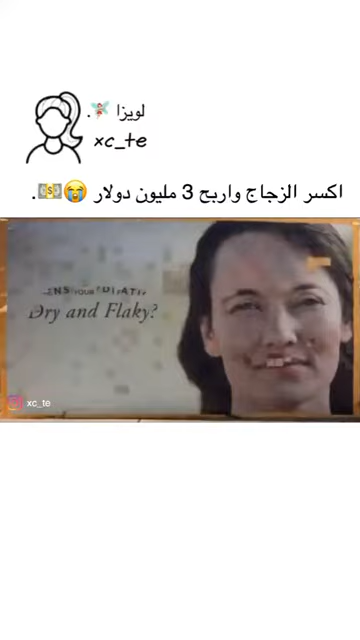 لويزا 🧚🏻‍♀️.
xc_te
اكسر الزجاج واربح 3 مليون دولار 😭💵.
Dry and Flaky?
xc_te